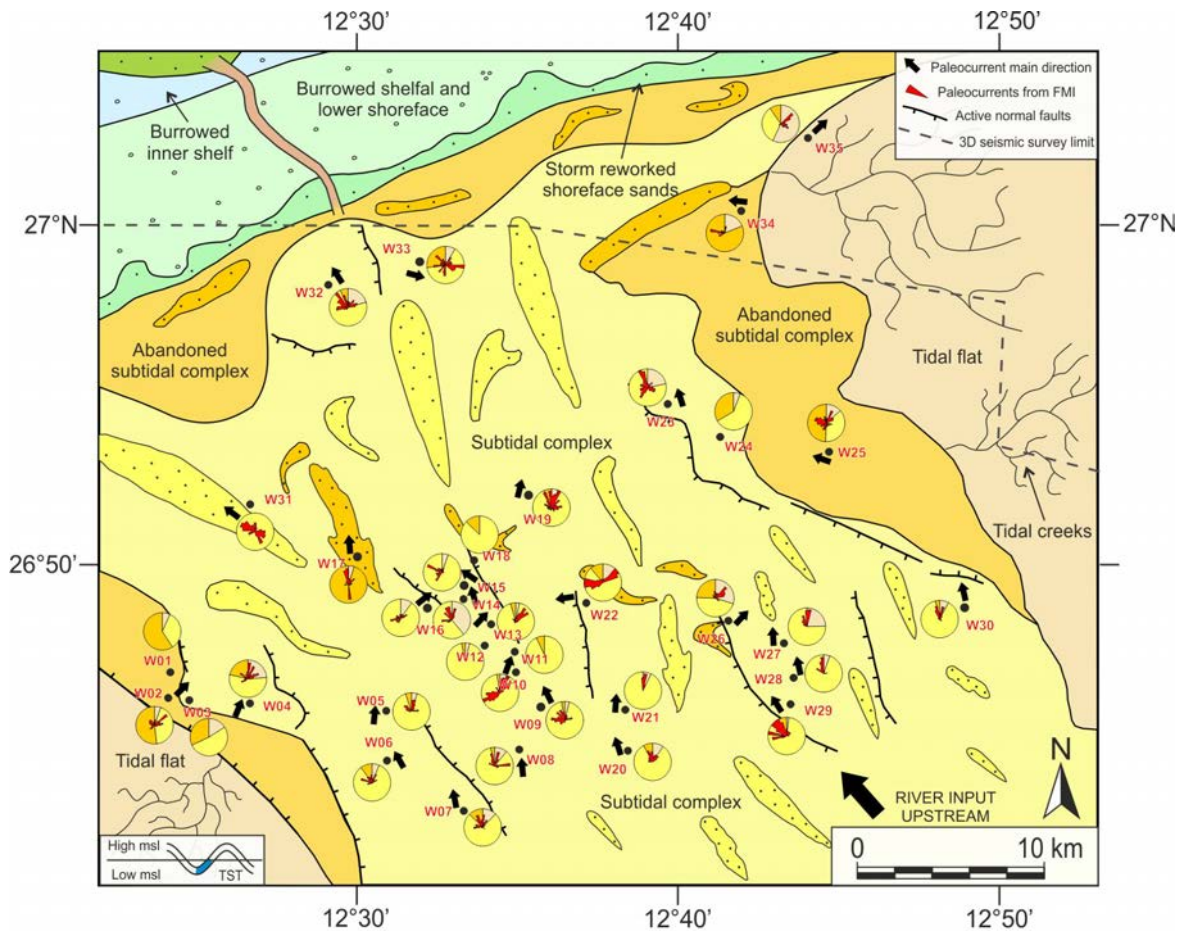 12°30’
12°40’
12°50’
Paleocurrent main direction
Paleocurrents from FMI
Active normal faults
3D seismic survey limit
Burrowed shelfal and
lower shoreface
Burrowed
inner shelf
Storm reworked
shoreface sands
W35
W34
27°N
27°N
W33
W32
Abandoned
subtidal complex
Abandoned
subtidal complex
Tidal flat
W23
W24
W25
Subtidal complex
W31
W19
W18
Tidal creeks
26°50’
W17
W15
W14
W22
W16
W13
W26
W30
W01
W12
W11
W27
W02
W03
W04
W10
W28
W05
W09
W21
W29
W06
W08
W20
Tidal flat
W07
Subtidal complex
RIVER INPUT
UPSTREAM
N
High msl
Low msl
TST
0
10 km
12°30’
12°40’
12°50’